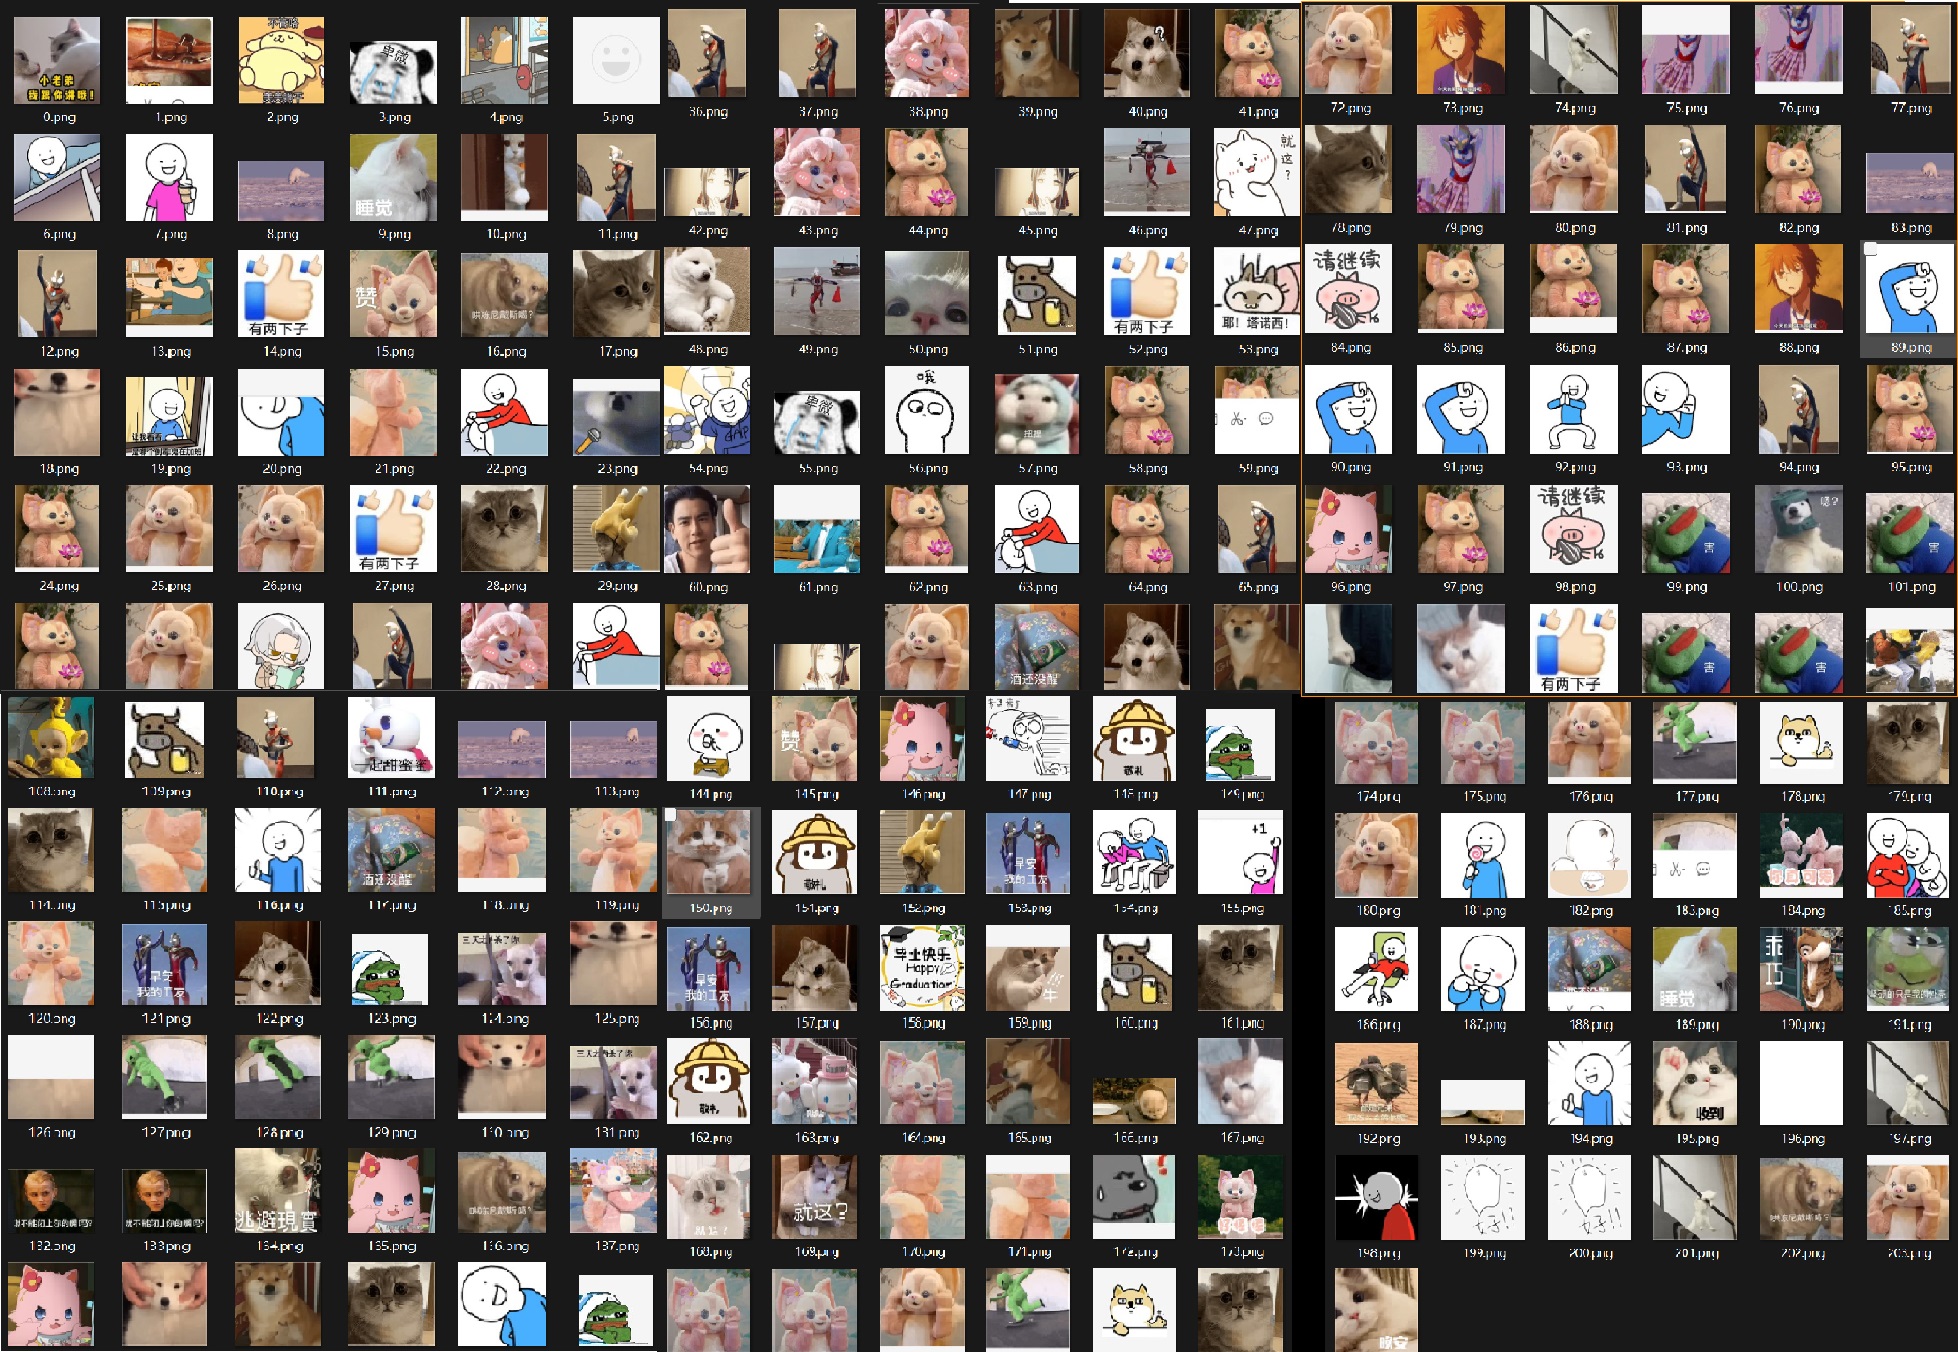 小老弟
我跟你讲哦！
卑微
0.png
1.png
2.png
3.png
4.png
5.png
36.png
37.png
38.png
39.png
40.png
41.png
72.png
73.png
74.png
75.png
76.png
77.png
睡觉
就这？
6.png
7.png
8.png
9.png
10.png
11.png
42.png
43.png
44.png
45.png
46.png
47.png
78.png
79.png
80.png
81.png
82.png
83.png
有两下子
赞
有两下子
耶！塔诺西！
请继续
12.png
13.png
14.png
15.png
16.png
17.png
48.png
49.png
50.png
51.png
52.png
53.png
84.png
85.png
86.png
87.png
88.png
89.png
卑微
哦
18.png
19.png
20.png
21.png
22.png
23.png
54.png
55.png
56.png
57.png
58.png
59.png
90.png
91.png
92.png
93.png
94.png
95.png
有两下子
请继续
害
嗯?
害
24.png
25.png
26.png
27.png
28.png
29.png
60.png
61.png
62.png
63.png
64.png
65.png
96.png
97.png
98.png
99.png
100.png
101.png
酒还没醒
有两下子
害
害
一起甜蜜蜜
赞
敬礼
108.png
109.png
110.png
111.png
112.png
113.png
144.png
145.png
146.png
147.png
148.png
149.png
174.png
175.png
176.png
177.png
178.png
179.png
酒还没醒
敬礼
早安
我的工友
+1
114.png
115.png
116.png
117.png
118.png
119.png
150.png
151.png
152.png
153.png
154.png
155.png
180.png
181.png
182.png
183.png
184.png
185.png
早安
我的工友
早安
我的工友
毕业快乐
Happy
Graduation
牛
睡觉
乖巧
120.png
121.png
122.png
123.png
124.png
125.png
156.png
157.png
158.png
159.png
160.png
161.png
186.png
187.png
188.png
189.png
190.png
191.png
敬礼
收到
126.png
127.png
128.png
129.png
130.png
131.png
162.png
163.png
164.png
165.png
166.png
167.png
192.png
193.png
194.png
195.png
196.png
197.png
逃避現實
就这？
好!!
好!!
132.png
133.png
134.png
135.png
136.png
137.png
168.png
169.png
170.png
171.png
172.png
173.png
198.png
199.png
200.png
201.png
202.png
203.png
晚安